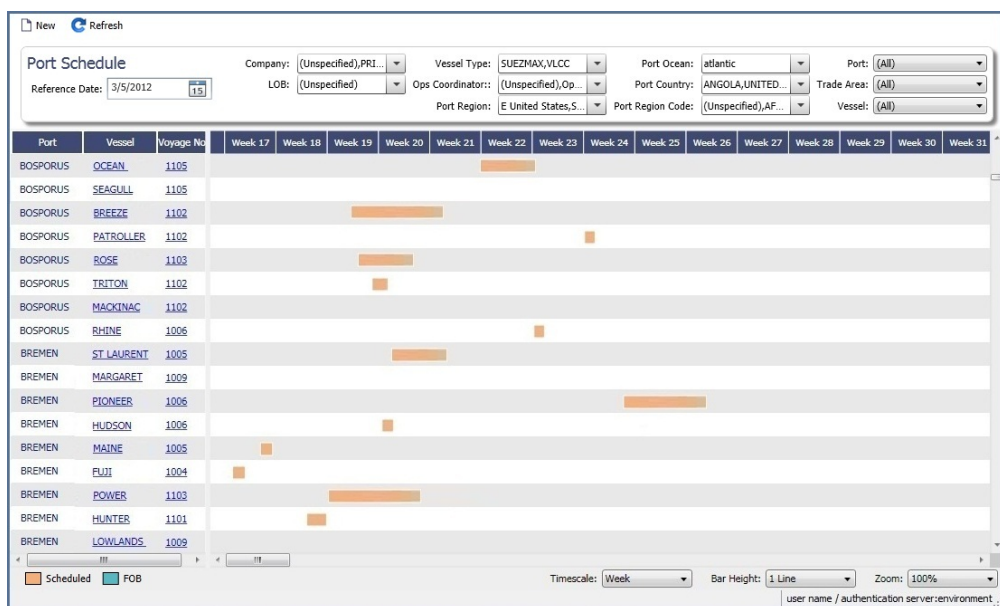 New Refresh
Port Schedule
Reference Date: 3/5/2012 15
Company: (Unspecified),PRI... Vessel Type: SUEZMAX,VLCC Port Ocean: atlantic Port: (All)
LOB: (Unspecified) Ops Coordinator:: (Unspecified),Op... Port Country: ANGOLA,UNITED... Trade Area: (All)
Port Region: E United States,S... Port Region Code: (Unspecified),AF... Vessel: (All)
Port Vessel Voyage No Week 17 Week 18 Week 19 Week 20 Week 21 Week 22 Week 23 Week 24 Week 25 Week 26 Week 27 Week 28 Week 29 Week 30 Week 31
BOSPORUS OCEAN 1105
BOSPORUS SEAGULL 1105
BOSPORUS BREEZE 1102
BOSPORUS PATROLLER 1102
BOSPORUS ROSE 1103
BOSPORUS TRITON 1102
BOSPORUS MACKINAC 1102
BOSPORUS RHINE 1006
BREMEN ST LAURENT 1005
BREMEN MARGARET 1009
BREMEN PIONEER 1006
BREMEN HUDSON 1006
BREMEN MAINE 1005
BREMEN FUJI 1004
BREMEN POWER 1103
BREMEN HUNTER 1101
BREMEN LOWLANDS 1009
Scheduled FOB Timescale: Week Bar Height: 1 Line Zoom: 100%
user name / authentication server:environment